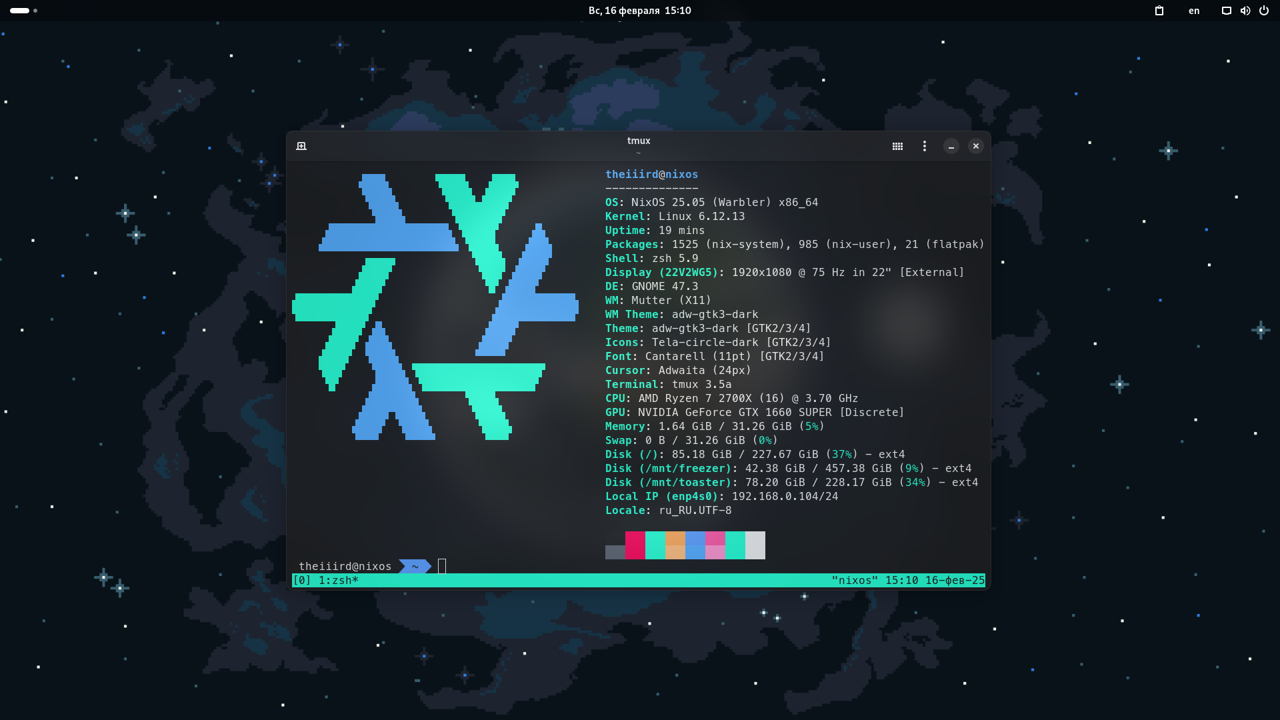 Вс, 16 февраля 15:10
en
tmux
~
theiiird@nixos
--------------
OS: NixOS 25.05 (Warbler) x86_64
Kernel: Linux 6.12.13
Uptime: 19 mins
Packages: 1525 (nix-system), 985 (nix-user), 21 (flatpak)
Shell: zsh 5.9
Display (22V2WG5): 1920x1080 @ 75 Hz in 22" [External]
DE: GNOME 47.3
WM: Mutter (X11)
WM Theme: adw-gtk3-dark
Theme: adw-gtk3-dark [GTK2/3/4]
Icons: Tela-circle-dark [GTK2/3/4]
Font: Cantarell (11pt) [GTK2/3/4]
Cursor: Adwaita (24px)
Terminal: tmux 3.5a
CPU: AMD Ryzen 7 2700X (16) @ 3.70 GHz
GPU: NVIDIA GeForce GTX 1660 SUPER [Discrete]
Memory: 1.64 GiB / 31.26 GiB (5%)
Swap: 0 B / 31.26 GiB (0%)
Disk (/): 85.18 GiB / 227.67 GiB (37%) - ext4
Disk (/mnt/freezer): 42.38 GiB / 457.38 GiB (9%) - ext4
Disk (/mnt/toaster): 78.20 GiB / 228.17 GiB (34%) - ext4
Local IP (enp4s0): 192.168.0.104/24
Locale: ru_RU.UTF-8
theiiird@nixos ~
[0] 1:zsh* "nixos" 15:10 16-фев-25